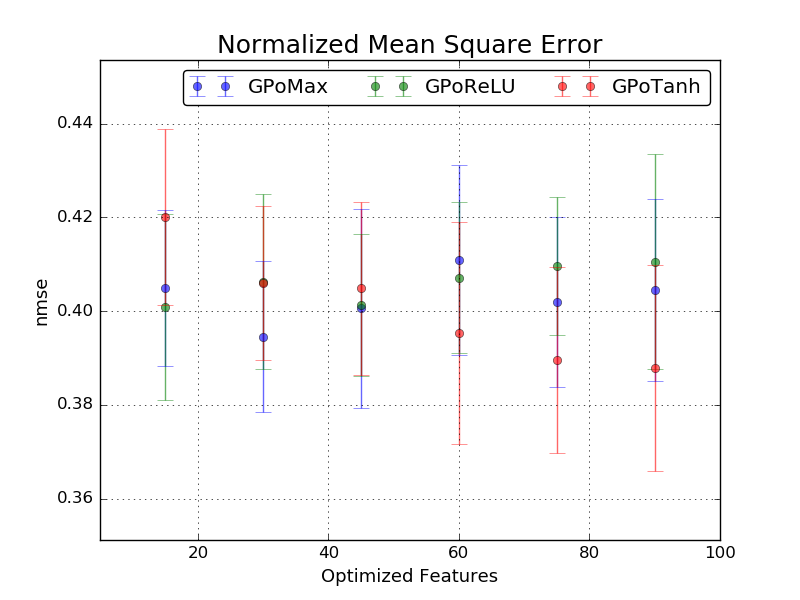 Normalized Mean Square Error
GPoMax GPoReLU GPoTanh
0.44
0.42
0.40
0.38
0.36
nmse
20 40 60 80 100
Optimized Features